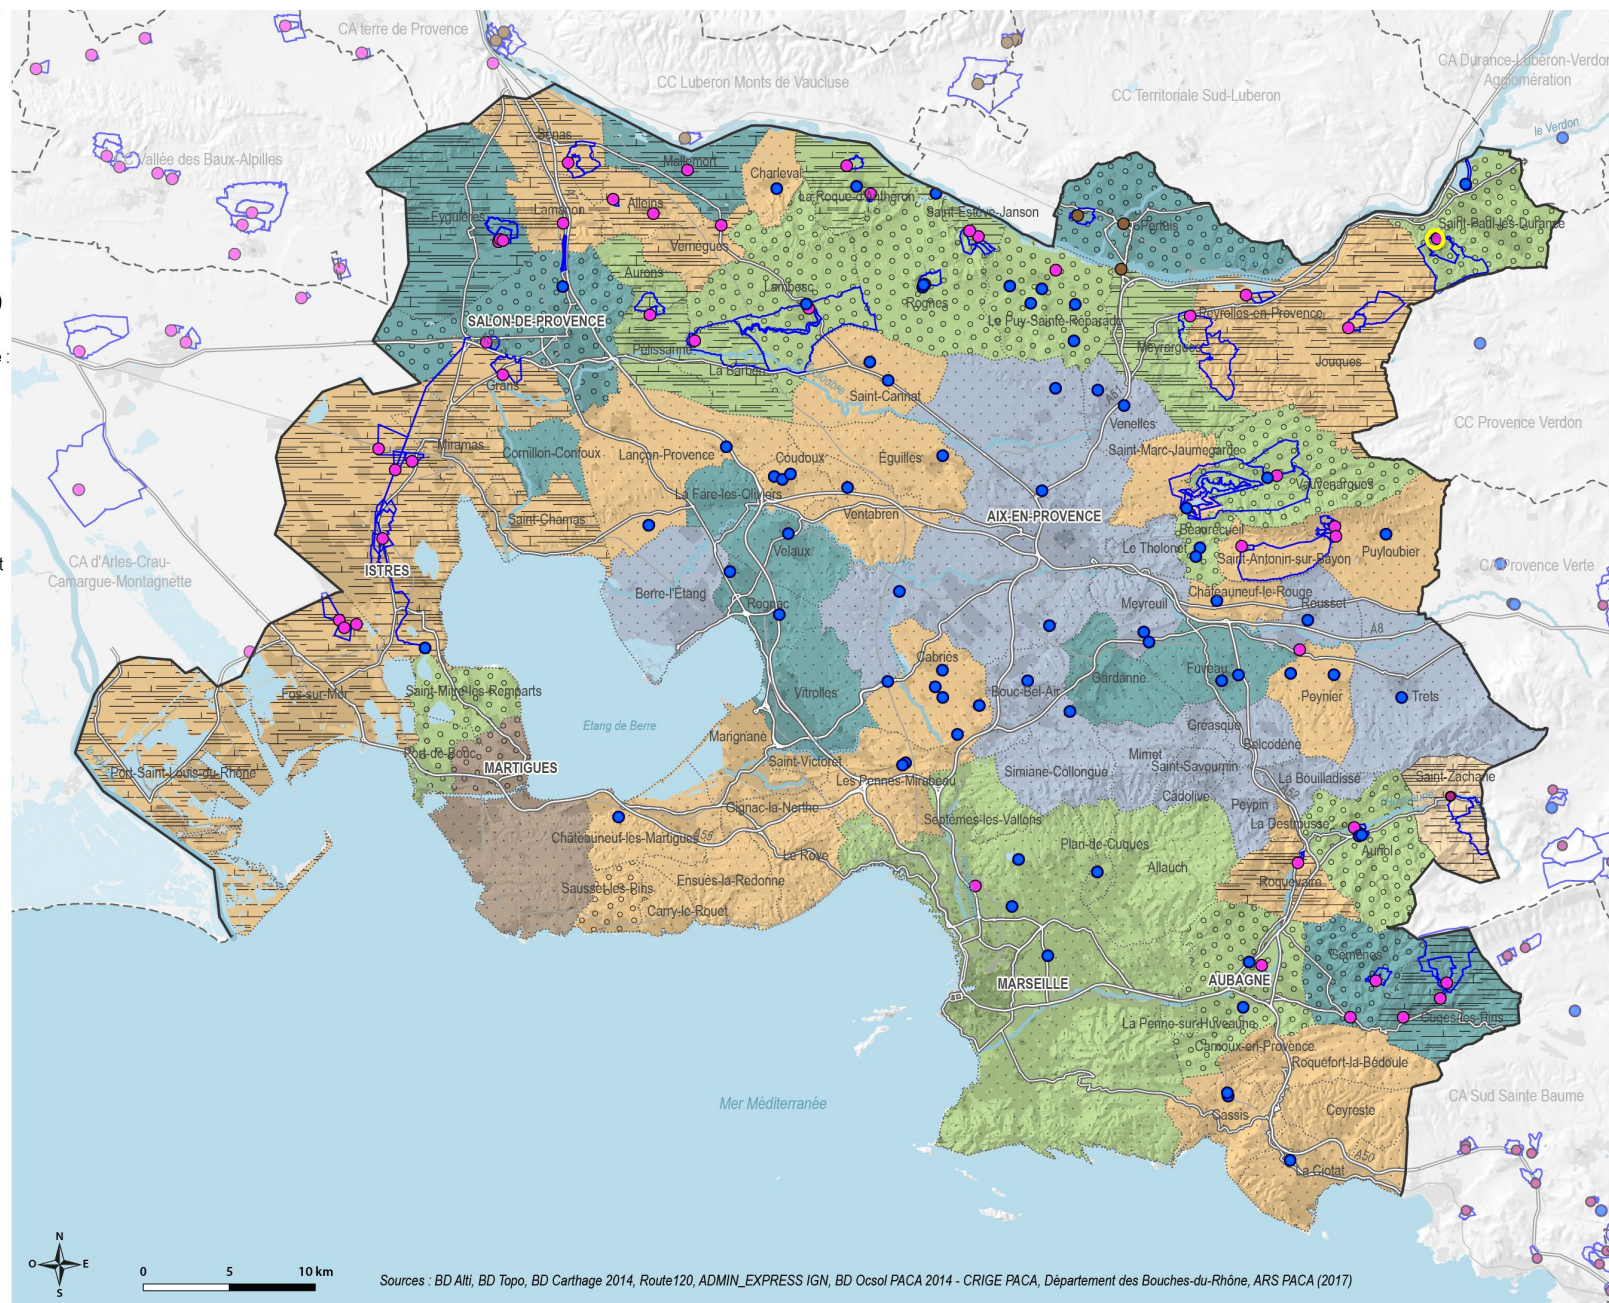 CA terre de Provence
CC Luberon Monts de Vaucluse
CA Durance-Luberon-Verdon
Agglomération
CC Territoriale Sud-Luberon
le Verdon
Vallée des Baux-Alpilles
Sénas
Mallemort
Charleval
La Roque-d'Anthéron
Saint-Estève-Janson
Pertuis
Saint-Paul-lès-Durance
Eyguières
Lamanon
Alleins
Vernègues
Aurons
Lambesc
Rognes
Le Puy-Sainte-Réparade
Peyrolles-en-Provence
Meyrargues
Jouques
SALON-DE-PROVENCE
Pélissanne
La Barben
Grans
Saint-Cannat
Venelles
CC Provence Verdon
Miramas
Cornillon-Confoux
Lançon-Provence
Coudoux
Éguilles
Saint-Marc-Jaumegarde
Vauvenargues
La Fare-les-Oliviers
Saint-Chamas
Ventabren
AIX-EN-PROVENCE
Beaurecueil
Le Tholonet
Saint-Antonin-sur-Bayon
Puyloubier
Velaux
CA d'Arles-Crau-
Camargue-Montagnette
ISTRES
CA Provence Verte
Berre-l'Étang
Rognac
Meyreuil
Châteauneuf-le-Rouge
Rousset
A8
A51
Cabriès
Fuveau
Gardanne
Bouc-Bel-Air
Vitrolles
Peynier
Trets
Fos-sur-Mer
Saint-Mitre-les-Remparts
Etang de Berre
Gréasque
Belcodène
Marignane
Saint-Victoret
Mimet
Saint-Savournin
Port-de-Bouc
MARTIGUES
Port-Saint-Louis-du-Rhône
Les Pennes-Mirabeau
Simiane-Collongue
La Bouilladisse
Saint-Zacharie
Cadolive
A52
Peypin
Gignac-la-Nerthe
Septèmes-les-Vallons
La Destrousse
Châteauneuf-les-Martigues
A55
Plan-de-Cuques
Auriol
Le Rove
Allauch
Ensuès-la-Redonne
Roquevaire
Sausset-les-Pins
Carry-le-Rouet
Gémenos
MARSEILLE
AUBAGNE
Cuges-les-Pins
La Penne-sur-Huveaune
Carnoux-en-Provence
Roquefort-la-Bédoule
Mer Méditerranée
CA Sud Sainte Baume
Cassis
Ceyreste
A50
La Ciotat
N
O
E
S
0
5
10 km
Sources : BD Alti, BD Topo, BD Carthage 2014, Route120, ADMIN_EXPRESS IGN, BD Ocsol PACA 2014 - CRIGE PACA, Département des Bouches-du-Rhône, ARS PACA (2017)